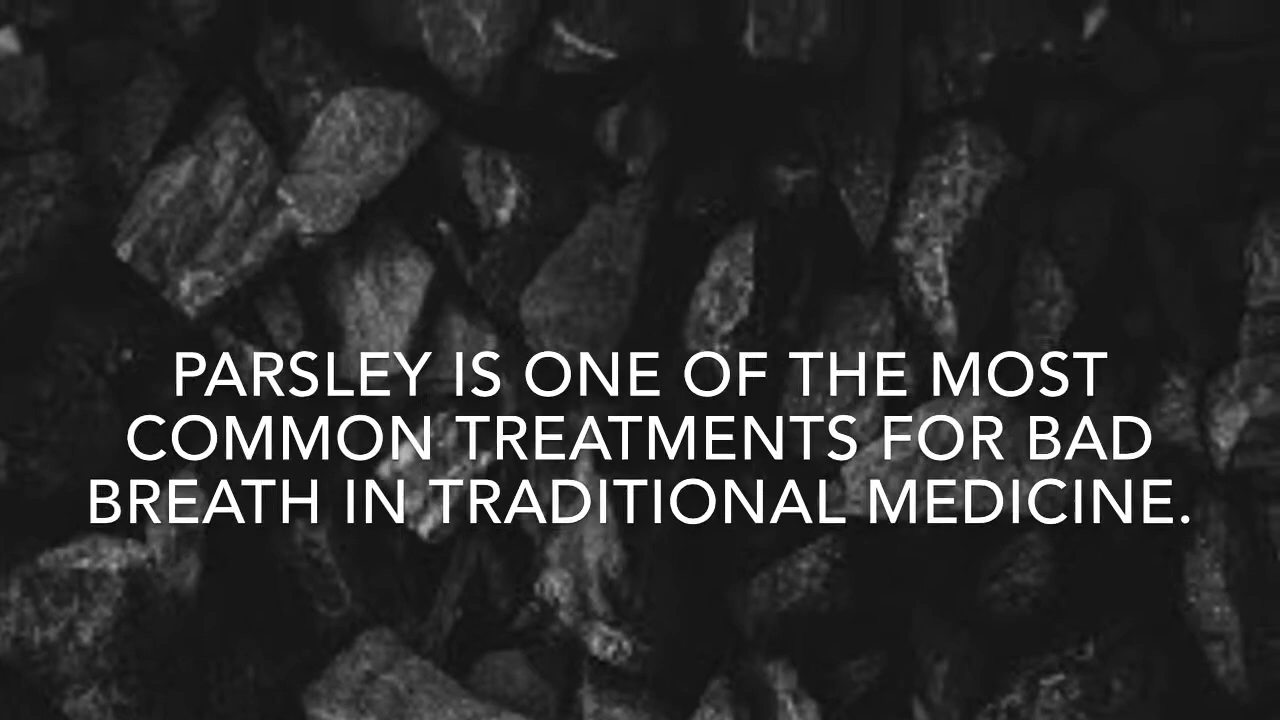 PARSLEY IS ONE OF THE MOST
COMMON TREATMENTS FOR BAD
BREATH IN TRADITIONAL MEDICINE.